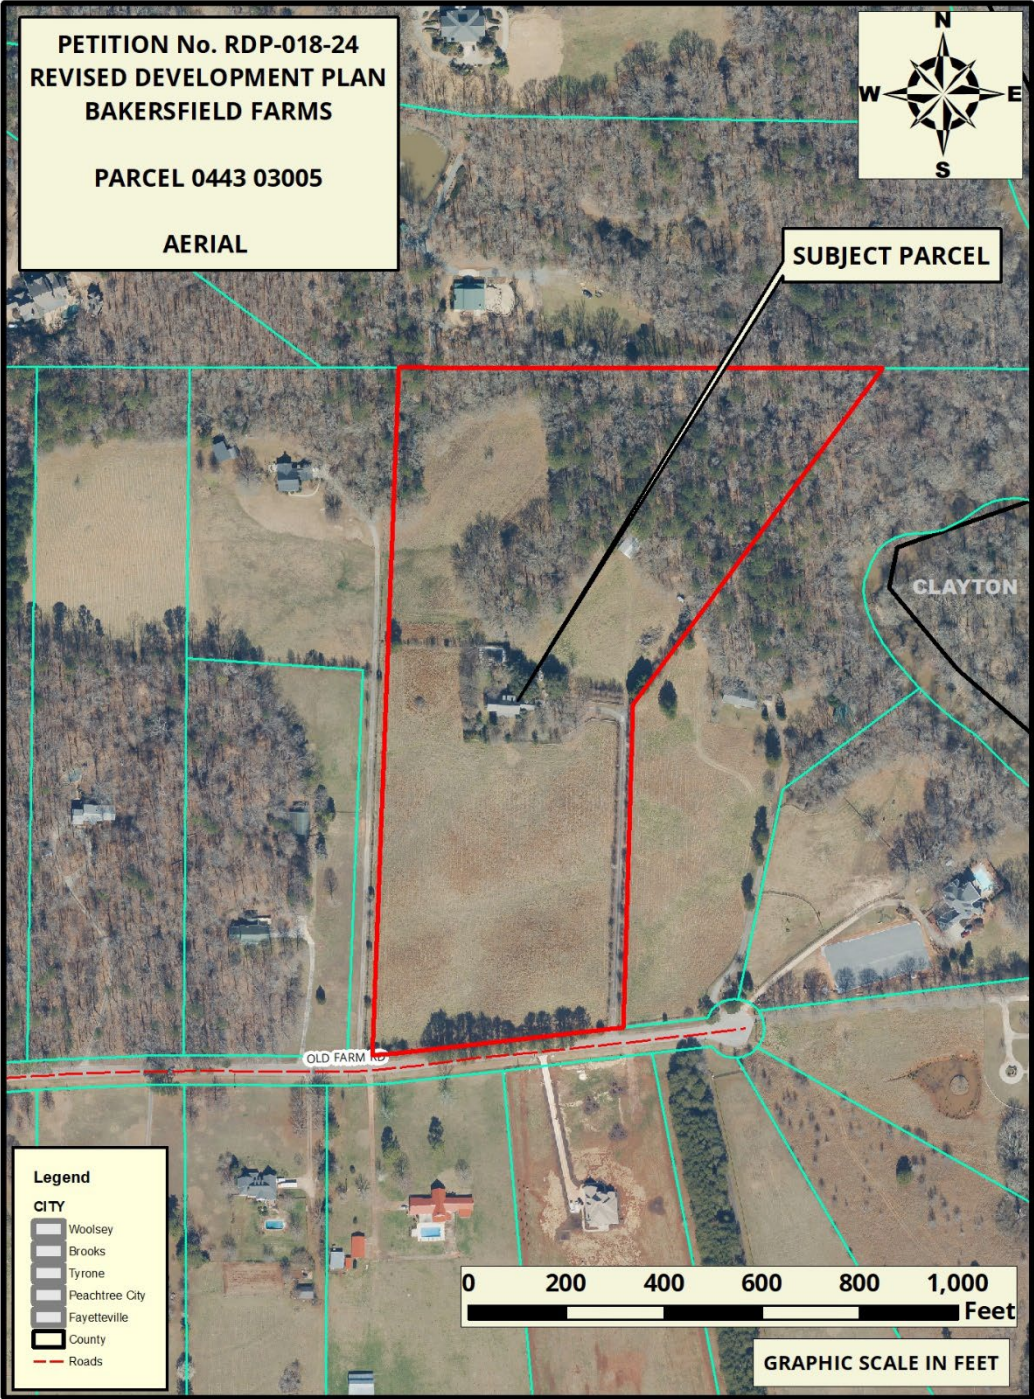 PETITION No. RDP-018-24
REVISED DEVELOPMENT PLAN
BAKERSFIELD FARMS
PARCEL 0443 03005
AERIAL
N
W
E
S
SUBJECT PARCEL
CLAYTON
OLD FARM RD
Legend
CITY
Woolsey
Brooks
Tyrone
Peachtree City
Fayetteville
County
Roads
0 200 400 600 800 1,000
Feet
GRAPHIC SCALE IN FEET